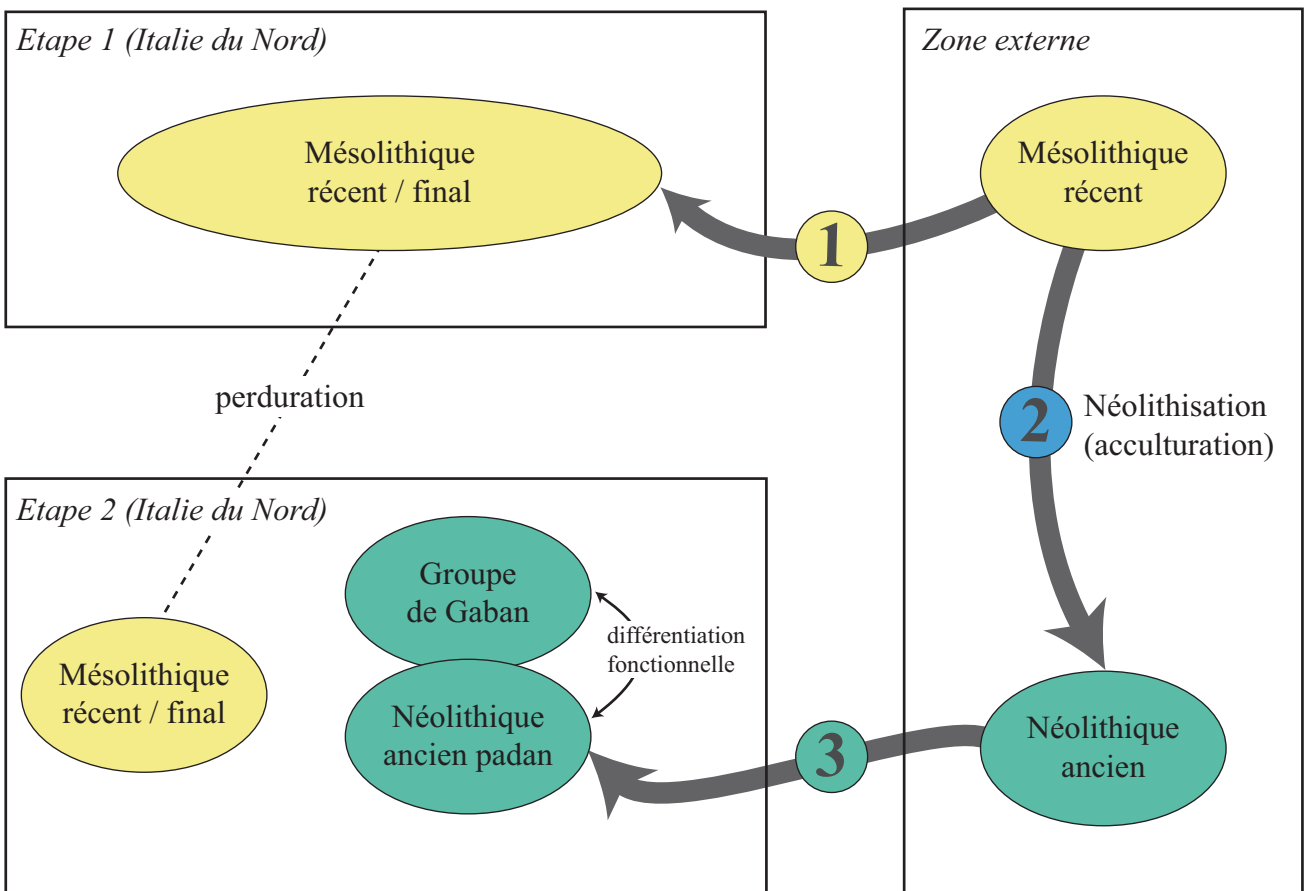 Etape 1 (Italie du Nord)
Zone externe
Mésolithique
récent / final
Mésolithique
récent
1
perduration
2
Néolithisation
(acculturation)
Etape 2 (Italie du Nord)
Groupe
de Gaban
différentiation
fonctionnelle
Mésolithique
récent / final
Néolithique
ancien padan
3
Néolithique
ancien